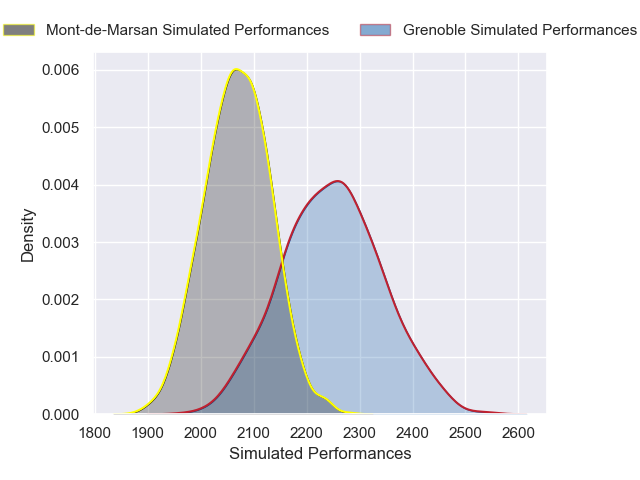 Mont-de-Marsan Simulated Performances Grenoble Simulated Performances
0.006
0.005
0.004
0.003
0.002
0.001
0.000
Density
1800 1900 2000 2100 2200 2300 2400 2500 2600
Simulated Performances